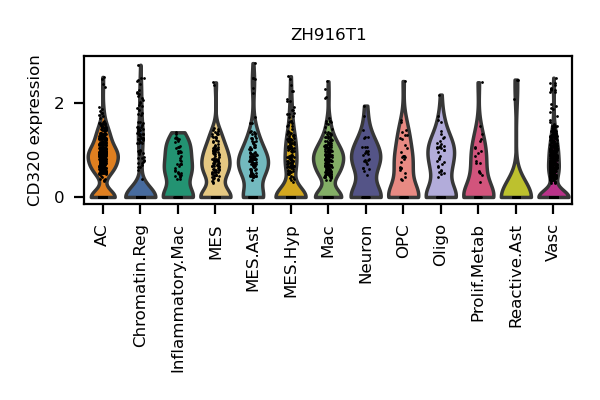 ZH916T1
CD320 expression
2
0
AC
Chromatin.Reg
Inflammatory.Mac
MES
MES.Ast
MES.Hyp
Mac
Neuron
OPC
Oligo
Prolif.Metab
Reactive.Ast
Vasc